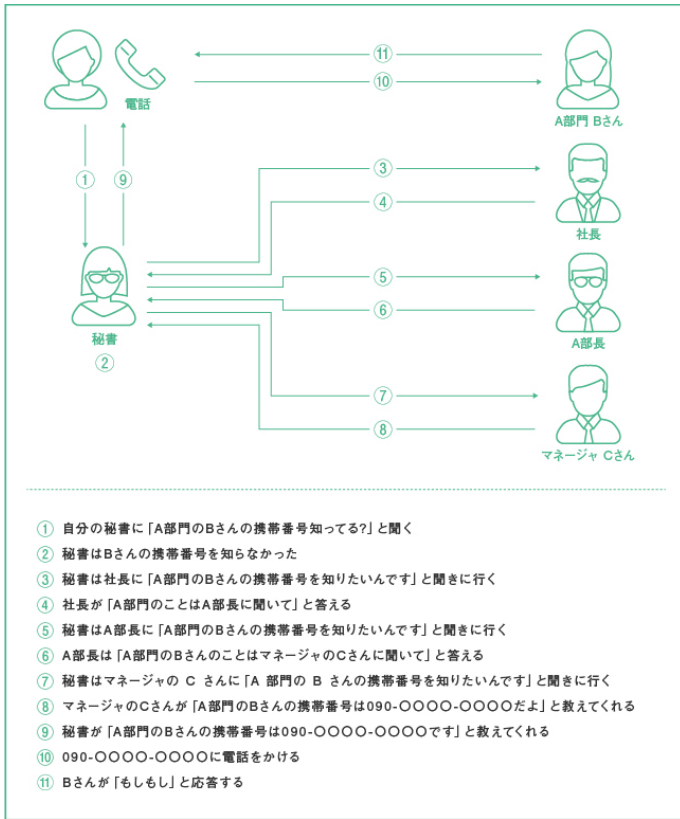 ⑪
⑩
電話
A部門 Bさん
①
⑨
③
④
社長
⑤
⑥
秘書
A部長
②
⑦
⑧
マネージャ Cさん
① 自分の秘書に「A部門のBさんの携帯番号知ってる?」と聞く
② 秘書はBさんの携帯番号を知らなかった
③ 秘書は社長に「A部門のBさんの携帯番号を知りたいんです」と聞きに行く
④ 社長が「A部門のことはA部長に聞いて」と答える
⑤ 秘書はA部長に「A部門のBさんの携帯番号を知りたいんです」と聞きに行く
⑥ A部長は「A部門のBさんのことはマネージャのCさんに聞いて」と答える
⑦ 秘書はマネージャの C さんに「A 部門の B さんの携帯番号を知りたいんです」と聞きに行く
⑧ マネージャのCさんが「A部門のBさんの携帯番号は090-〇〇〇〇-〇〇〇〇だよ」と教えてくれる
⑨ 秘書が「A部門のBさんの携帯番号は090-〇〇〇〇-〇〇〇〇です」と教えてくれる
⑩ 090-〇〇〇〇-〇〇〇〇に電話をかける
⑪ Bさんが「もしもし」と応答する